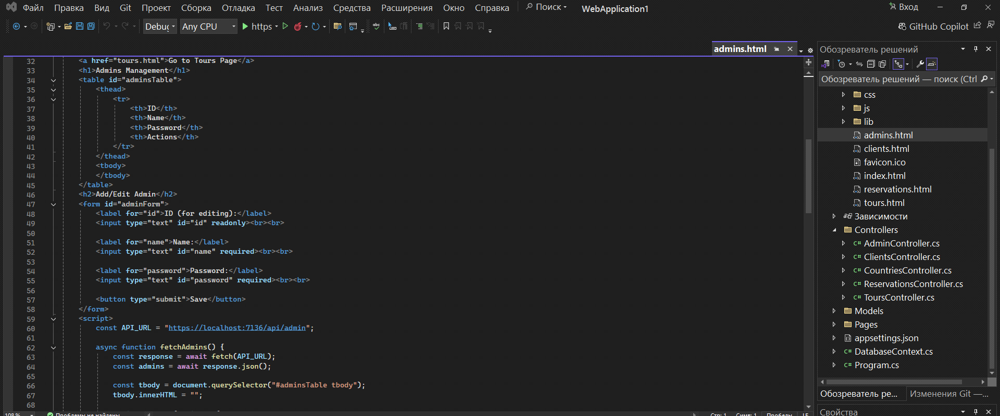 Файл Правка Вид Git Проект Сборка Отладка Тест Анализ Средства Расширения Окно Справка Поиск WebApplication1 Вход
Debug Any CPU https abc GitHub Copilot
admins.html
32 <a href="tours.html">Go to Tours Page</a>
33 <h1>Admins Management</h1>
34 <table id="adminsTable">
35 <thead>
36 <tr>
37 <th>ID</th>
38 <th>Name</th>
39 <th>Password</th>
40 <th>Actions</th>
41 </tr>
42 </thead>
43 <tbody>
44 </tbody>
45 </table>
46 <h2>Add/Edit Admin</h2>
47 <form id="adminForm">
48 <label for="id">ID (for editing):</label>
49 <input type="text" id="id" readonly><br><br>
50
51 <label for="name">Name:</label>
52 <input type="text" id="name" required><br><br>
53
54 <label for="password">Password:</label>
55 <input type="text" id="password" required><br><br>
56
57 <button type="submit">Save</button>
58 </form>
59 <script>
60 const API_URL = "https://localhost:7136/api/admin";
61
62 async function fetchAdmins() {
63 const response = await fetch(API_URL);
64 const admins = await response.json();
65
66 const tbody = document.querySelector("#adminsTable tbody");
67 tbody.innerHTML = "";
68
108 % Проблемы не найдены Стр: 1 Симв: 1 Пробелы LF
Обозреватель решений
Обозреватель решений — поиск (Ctrl
css
js
lib
admins.html
clients.html
favicon.ico
index.html
reservations.html
tours.html
Зависимости
Controllers
C# AdminController.cs
C# ClientsController.cs
C# CountriesController.cs
C# ReservationsController.cs
C# ToursController.cs
Models
Pages
appsettings.json
C# DatabaseContext.cs
C# Program.cs
Обозреватель ре... Изменения Git —...
Свойства